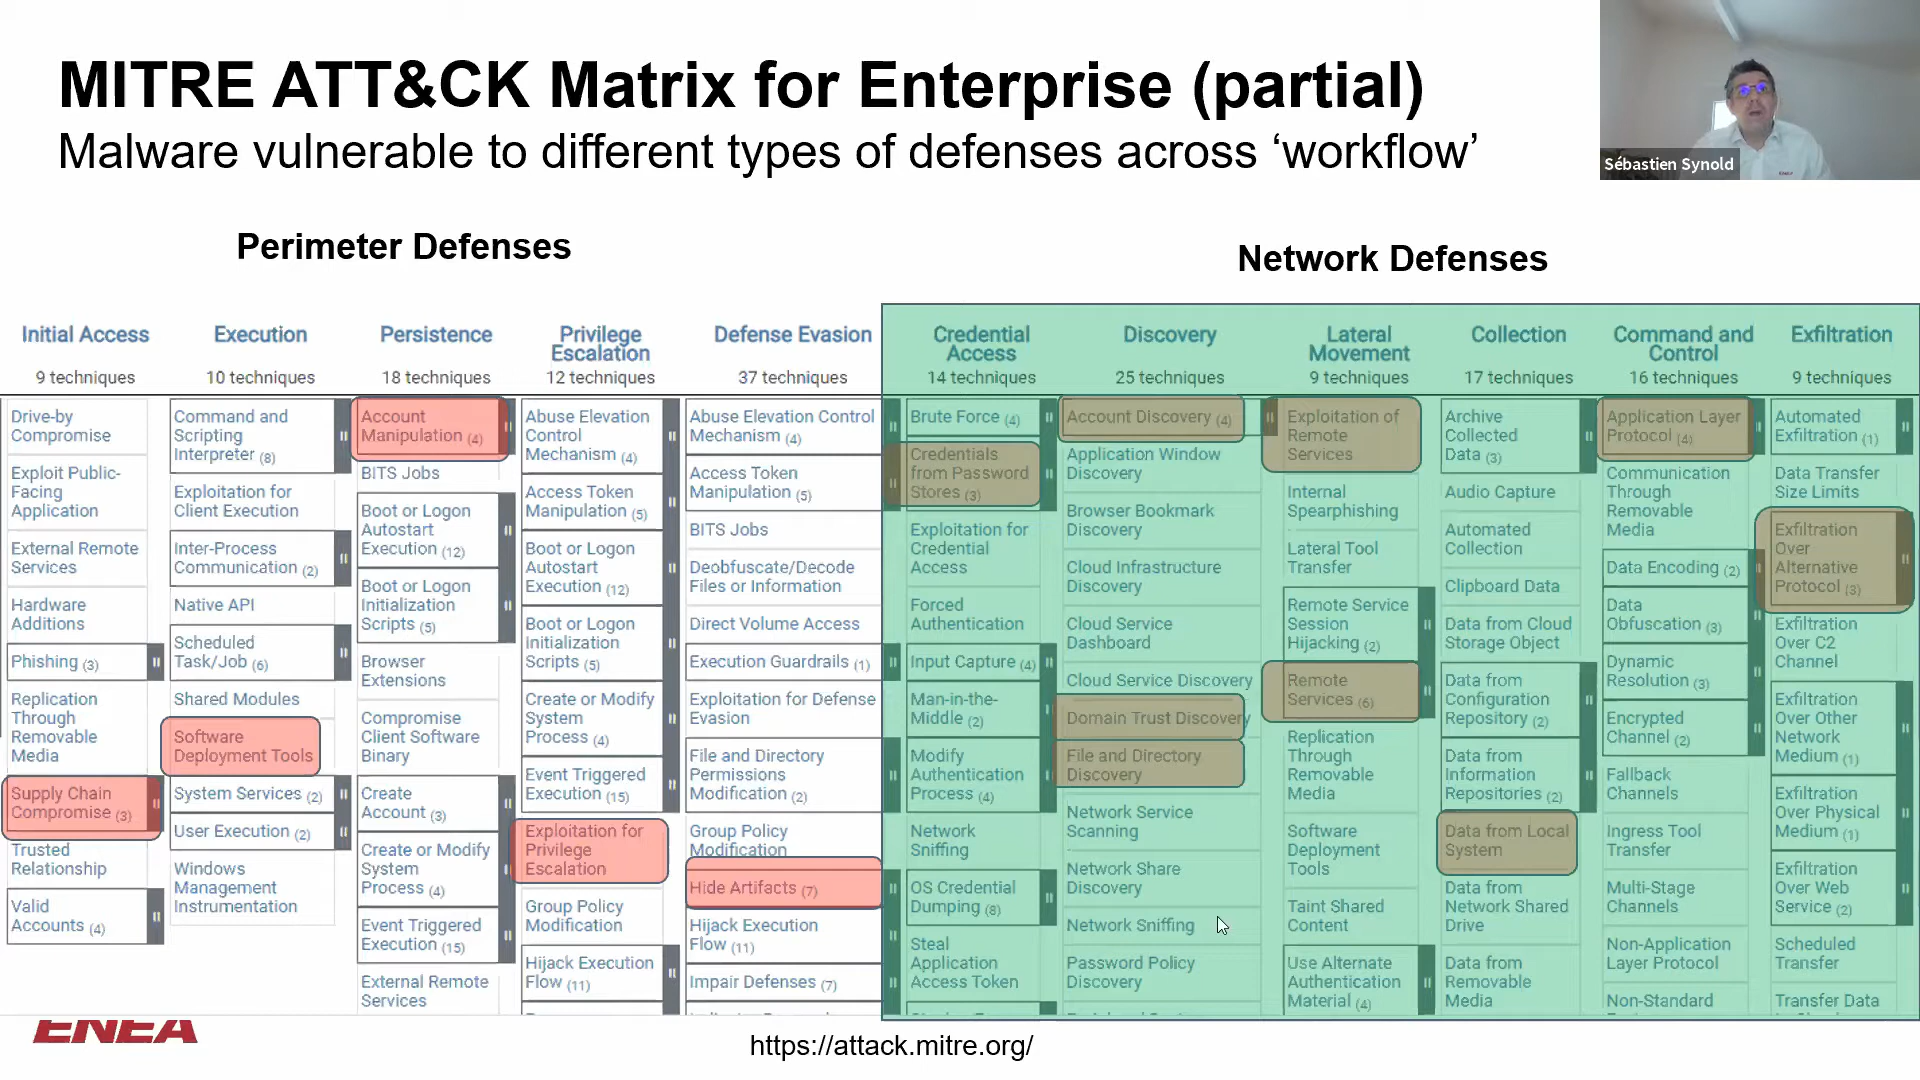 MITRE ATT&CK Matrix for Enterprise (partial)
Malware vulnerable to different types of defenses across ‘workflow’
Sébastien Synold
Perimeter Defenses
Network Defenses
Initial Access
9 techniques
Drive-by
Compromise
Exploit Public-
Facing
Application
External Remote
Services
Hardware
Additions
Phishing (3)
Replication
Through
Removable
Media
Supply Chain
Compromise (3)
Trusted
Relationship
Valid
Accounts (4)
Execution
10 techniques
Command and
Scripting
Interpreter (8)
Exploitation for
Client Execution
Inter-Process
Communication (2)
Native API
Scheduled
Task/Job (6)
Shared Modules
Software
Deployment Tools
System Services (2)
User Execution (2)
Windows
Management
Instrumentation
Persistence
18 techniques
Account
Manipulation (4)
BITS Jobs
Boot or Logon
Autostart
Execution (12)
Boot or Logon
Initialization
Scripts (5)
Browser
Extensions
Compromise
Client Software
Binary
Create
Account (3)
Create or Modify
System
Process (4)
Event Triggered
Execution (15)
External Remote
Services
Privilege
Escalation
12 techniques
Abuse Elevation
Control
Mechanism (4)
Access Token
Manipulation (5)
Boot or Logon
Autostart
Execution (12)
Boot or Logon
Initialization
Scripts (5)
Create or Modify
System
Process (4)
Event Triggered
Execution (15)
Exploitation for
Privilege
Escalation
Group Policy
Modification
Hijack Execution
Flow (11)
Defense Evasion
37 techniques
Abuse Elevation Control
Mechanism (4)
Access Token
Manipulation (5)
BITS Jobs
Deobfuscate/Decode
Files or Information
Direct Volume Access
Execution Guardrails (1)
Exploitation for Defense
Evasion
File and Directory
Permissions
Modification (2)
Group Policy
Modification
Hide Artifacts (7)
Hijack Execution
Flow (11)
Impair Defenses (7)
Credential
Access
14 techniques
Brute Force (4)
Credentials
from Password
Stores (3)
Exploitation for
Credential
Access
Forced
Authentication
Input Capture (4)
Man-in-the-
Middle (2)
Modify
Authentication
Process (4)
Network
Sniffing
OS Credential
Dumping (8)
Steal
Application
Access Token
Discovery
25 techniques
Account Discovery (4)
Application Window
Discovery
Browser Bookmark
Discovery
Cloud Infrastructure
Discovery
Cloud Service
Dashboard
Cloud Service Discovery
Domain Trust Discovery
File and Directory
Discovery
Network Service
Scanning
Network Share
Discovery
Network Sniffing
Password Policy
Discovery
Lateral
Movement
9 techniques
Exploitation of
Remote
Services
Internal
Spearphishing
Lateral Tool
Transfer
Remote Service
Session
Hijacking (2)
Remote
Services (6)
Replication
Through
Removable
Media
Software
Deployment
Tools
Taint Shared
Content
Use Alternate
Authentication
Material (4)
Collection
17 techniques
Archive
Collected
Data (3)
Audio Capture
Automated
Collection
Clipboard Data
Data from Cloud
Storage Object
Data from
Configuration
Repository (2)
Data from
Information
Repositories (2)
Data from Local
System
Data from
Network Shared
Drive
Data from
Removable
Media
Command and
Control
16 techniques
Application Layer
Protocol (4)
Communication
Through
Removable
Media
Data Encoding (2)
Data
Obfuscation (3)
Dynamic
Resolution (3)
Encrypted
Channel (2)
Fallback
Channels
Ingress Tool
Transfer
Multi-Stage
Channels
Non-Application
Layer Protocol
Non-Standard
Exfiltration
9 techniques
Automated
Exfiltration (1)
Data Transfer
Size Limits
Exfiltration
Over
Alternative
Protocol (3)
Exfiltration
Over C2
Channel
Exfiltration
Over Other
Network
Medium (1)
Exfiltration
Over Physical
Medium (1)
Exfiltration
Over Web
Service (2)
Scheduled
Transfer
Transfer Data
ENEA
https://attack.mitre.org/